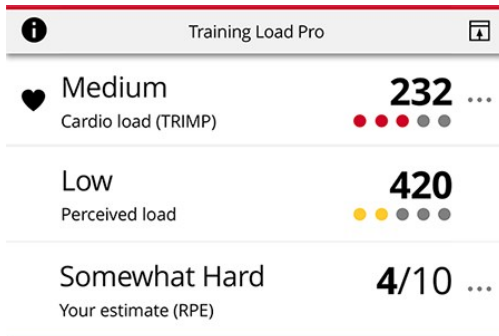 Training Load Pro
Medium
232
Cardio load (TRIMP)
Low
420
Perceived load
Somewhat Hard
4/10
Your estimate (RPE)